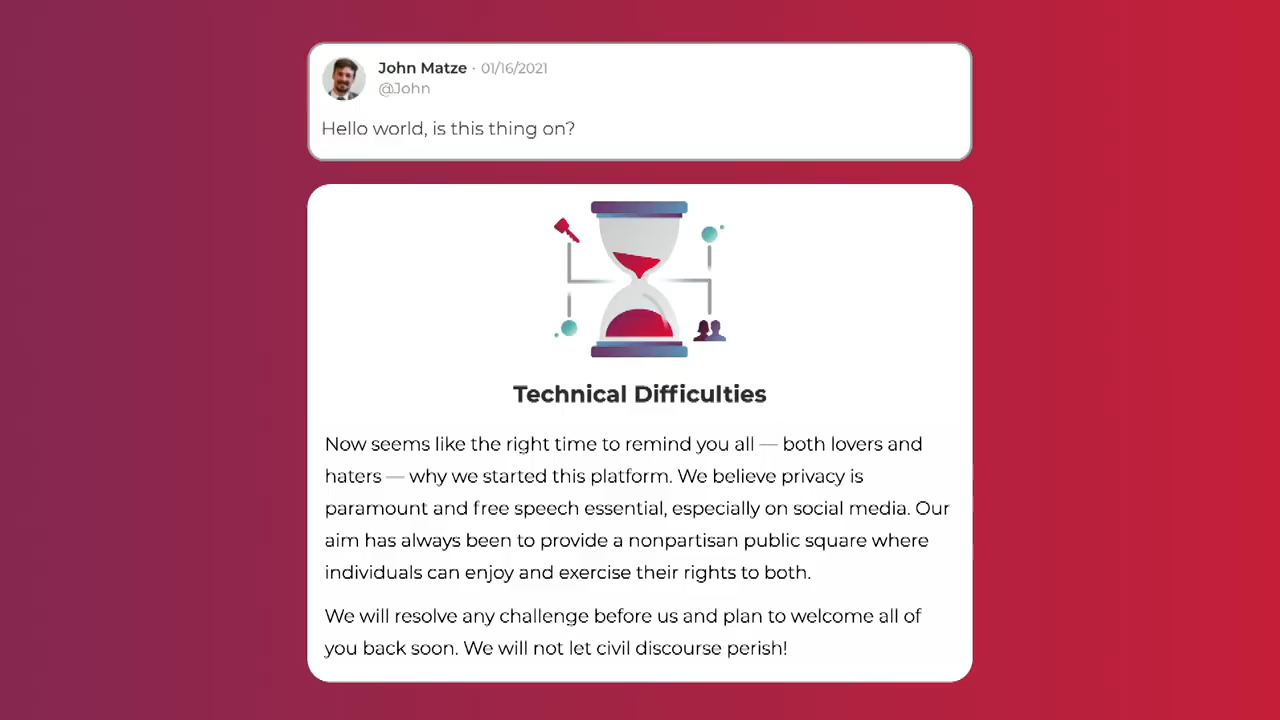 John Matze · 01/16/2021
@John
Hello world, is this thing on?
Technical Difficulties
Now seems like the right time to remind you all — both lovers and
haters — why we started this platform. We believe privacy is
paramount and free speech essential, especially on social media. Our
aim has always been to provide a nonpartisan public square where
individuals can enjoy and exercise their rights to both.
We will resolve any challenge before us and plan to welcome all of
you back soon. We will not let civil discourse perish!